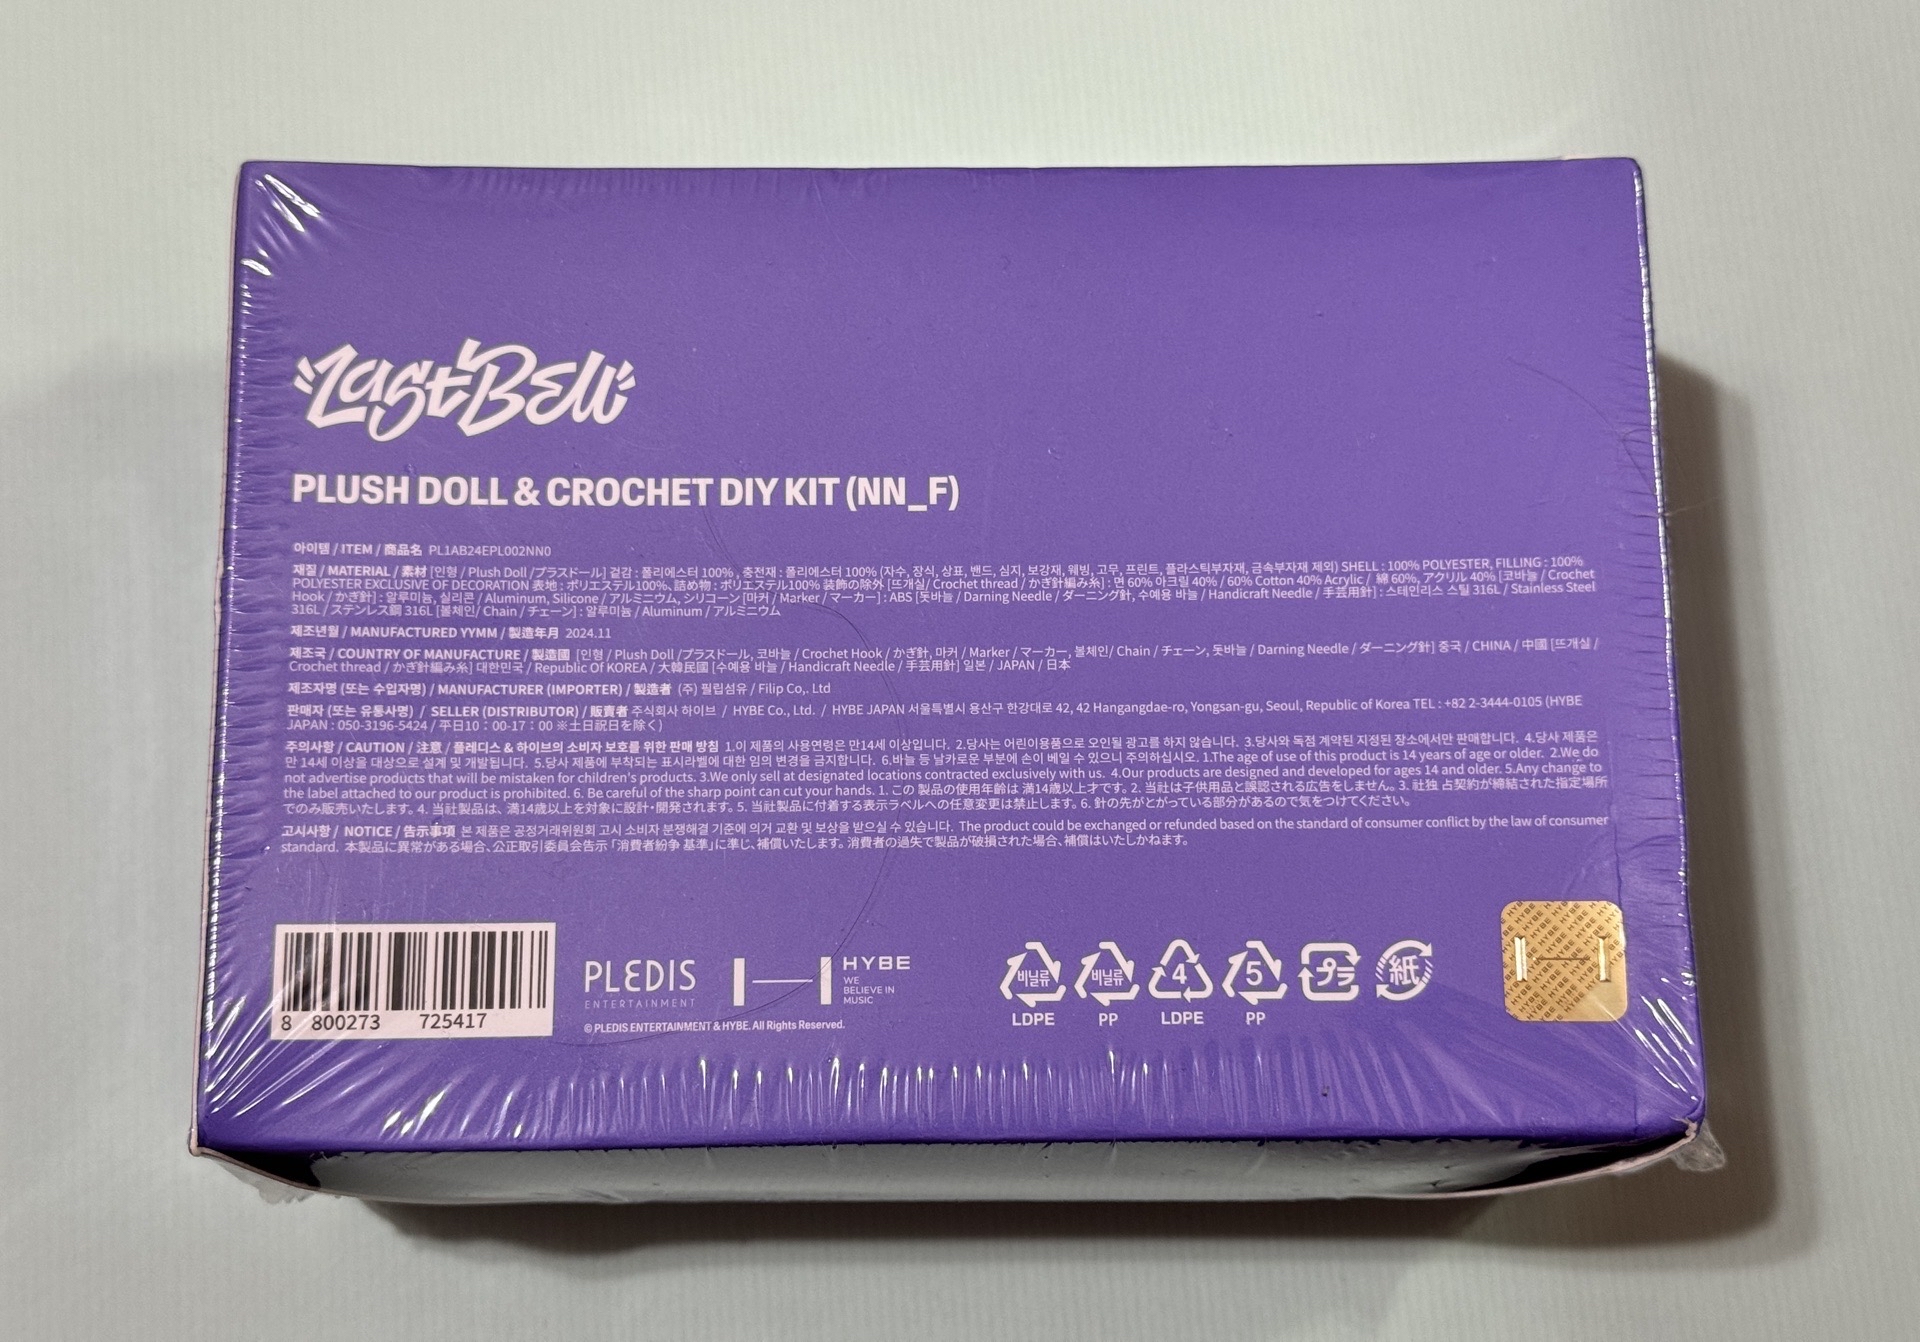 "Last Bell"
PLUSH DOLL & CROCHET DIY KIT (NN_F)
아이템 / ITEM / 商品名 PL1AB24EPL002NN0
재질 / MATERIAL / 素材 [인형 / Plush Doll /プラスドール] 겉감 : 폴리에스터 100% , 충전재 : 폴리에스터 100% (자수, 장식, 상표, 밴드, 심지, 보강재, 웨빙, 고무, 프린트, 플라스틱부자재, 금속부자재 제외) SHELL : 100% POLYESTER, FILLING : 100%
POLYESTER EXCLUSIVE OF DECORATION 表地 : ポリエステル100%, 詰め物 : ポリエステル100% 装飾の除外 [뜨개실/ Crochet thread / かぎ針編み糸] : 면 60% 아크릴 40% / 60% Cotton 40% Acrylic / 綿 60%, アクリル 40% [코바늘 / Crochet
Hook / かぎ針] : 알루미늄, 실리콘 / Aluminum, Silicone / アルミニウム, シリコーン [마커 / Marker / マーカー] : ABS [돗바늘 / Darning Needle / ダーニング針, 수예용 바늘 / Handicraft Needle / 手芸用針] : 스테인리스 스틸 316L / Stainless Steel
316L / ステンレス鋼 316L [볼체인/ Chain / チェーン] : 알루미늄 / Aluminum / アルミニウム
제조년월 / MANUFACTURED YYMM / 製造年月 2024.11
제조국 / COUNTRY OF MANUFACTURE / 製造國 [인형 / Plush Doll /プラスドール, 코바늘 / Crochet Hook / かぎ針, 마커 / Marker / マーカー, 볼체인/ Chain / チェーン, 돗바늘 / Darning Needle / ダーニング針] 중국 / CHINA / 中國 [뜨개실 /
Crochet thread / かぎ針編み糸] 대한민국 / Republic Of KOREA / 大韓民國 [수예용 바늘 / Handicraft Needle / 手芸用針] 일본 / JAPAN / 日本
제조자명 (또는 수입자명) / MANUFACTURER (IMPORTER) / 製造者 (주) 필립섬유 / Filip Co,. Ltd
판매자 (또는 유통사명) / SELLER (DISTRIBUTOR) / 販賣者 주식회사 하이브 / HYBE Co., Ltd. / HYBE JAPAN 서울특별시 용산구 한강대로 42, 42 Hangangdae-ro, Yongsan-gu, Seoul, Republic of Korea TEL : +82 2-3444-0105 (HYBE
JAPAN : 050-3196-5424 / 平日10 : 00-17 : 00 ※土日祝日を除く)
주의사항 / CAUTION / 注意 / 플레디스 & 하이브의 소비자 보호를 위한 판매 방침 1.이 제품의 사용연령은 만14세 이상입니다. 2.당사는 어린이용품으로 오인될 광고를 하지 않습니다. 3.당사와 독점 계약된 지정된 장소에서만 판매합니다. 4.당사 제품은
만 14세 이상을 대상으로 설계 및 개발됩니다. 5.당사 제품에 부착되는 표시라벨에 대한 임의 변경을 금지합니다. 6.바늘 등 날카로운 부분에 손이 베일 수 있으니 주의하십시오. 1.The age of use of this product is 14 years of age or older. 2.We do
not advertise products that will be mistaken for children's products. 3.We only sell at designated locations contracted exclusively with us. 4.Our products are designed and developed for ages 14 and older. 5.Any change to
the label attached to our product is prohibited. 6. Be careful of the sharp point can cut your hands. 1. この 製品の使用年齢は 満14歳以上才です。2. 当社は子供用品と誤認される広告をしません。3. 社独 占契約が締結された指定場所
でのみ販売いたします。4. 当社製品は、満14歳以上を対象に設計・開発されます。5. 当社製品に付着する表示ラベルへの任意変更は禁止します。6. 針の先がとがっている部分があるので気をつけてください。
고시사항 / NOTICE / 告示事項 본 제품은 공정거래위원회 고시 소비자 분쟁해결 기준에 의거 교환 및 보상을 받으실 수 있습니다. The product could be exchanged or refunded based on the standard of consumer conflict by the law of consumer
standard. 本製品に異常がある場合、公正取引委員会告示「消費者紛争 基準」に準じ、補償いたします。消費者の過失で製品が破損された場合、補償はいたしかねます。
8 800273 725417
PLEDIS
ENTERTAINMENT
HYBE
WE
BELIEVE IN
MUSIC
© PLEDIS ENTERTAINMENT & HYBE. All Rights Reserved.
비닐류 비닐류 4 5 プラ 紙
LDPE PP LDPE PP
HYBE